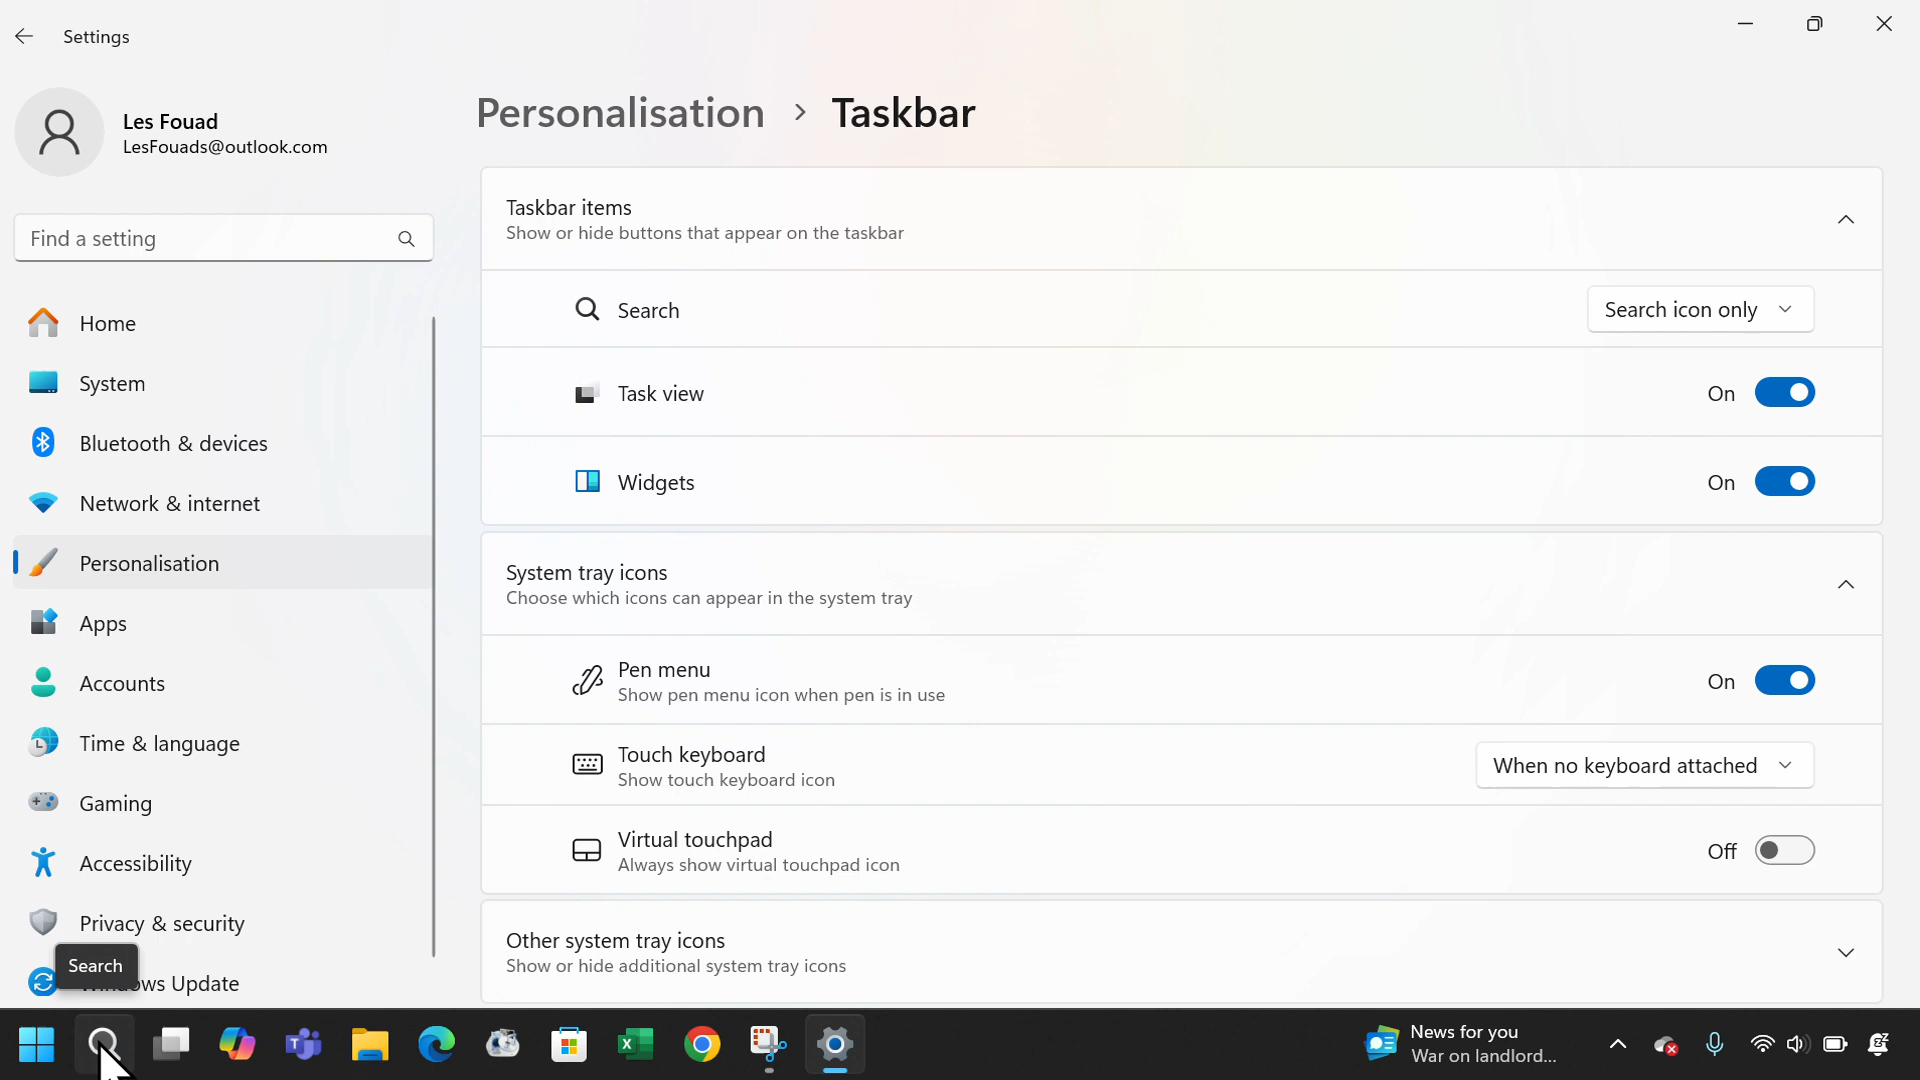 Settings
Les Fouad
LesFouads@outlook.com
Find a setting
Home
System
Bluetooth & devices
Network & internet
Personalisation
Apps
Accounts
Time & language
Gaming
Accessibility
Privacy & security
Search
ws Update
Personalisation > Taskbar
Taskbar items
Show or hide buttons that appear on the taskbar
Search
Search icon only
Task view
On
Widgets
On
System tray icons
Choose which icons can appear in the system tray
Pen menu
Show pen menu icon when pen is in use
On
Touch keyboard
Show touch keyboard icon
When no keyboard attached
Virtual touchpad
Always show virtual touchpad icon
Off
Other system tray icons
Show or hide additional system tray icons
News for you
War on landlord...